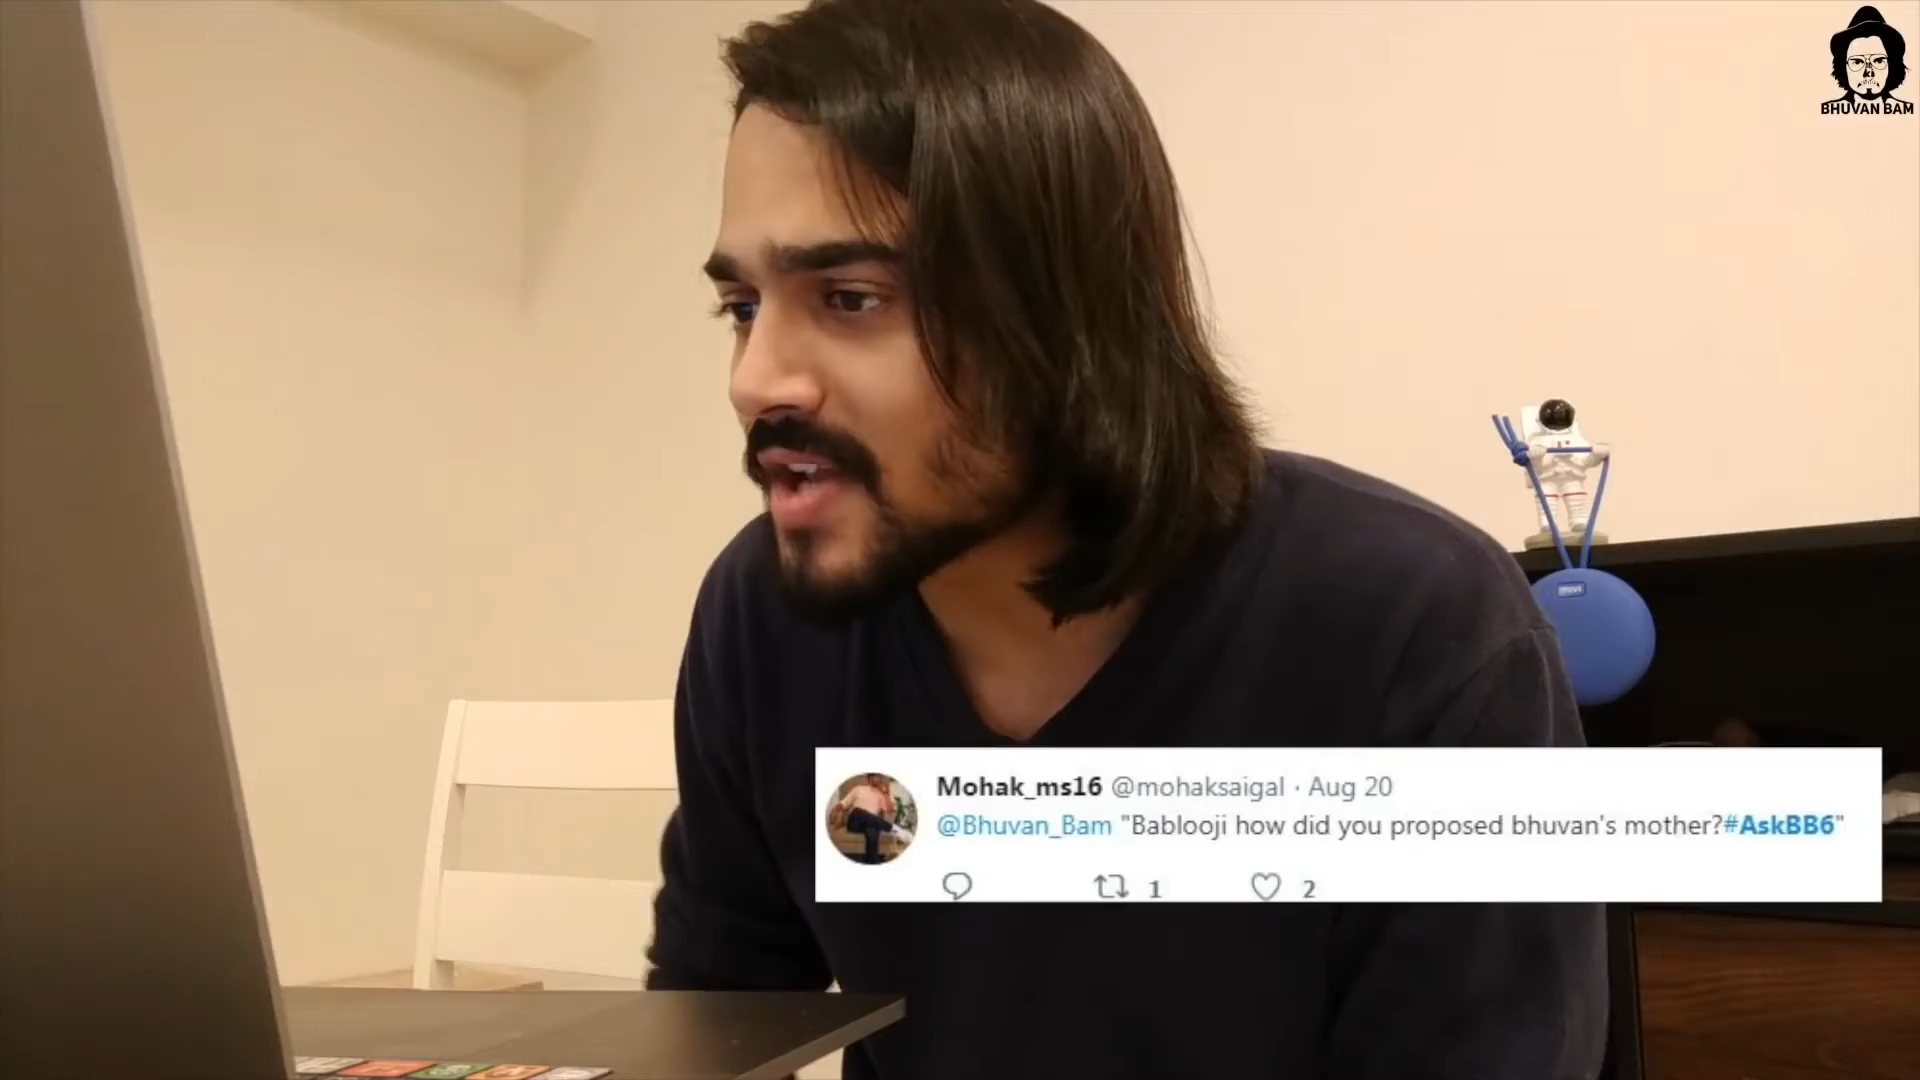 BHUVAN BAM
Mohak_ms16 @mohaksaigal · Aug 20
@Bhuvan_Bam "Bablooji how did you proposed bhuvan's mother?#AskBB6"
1 2